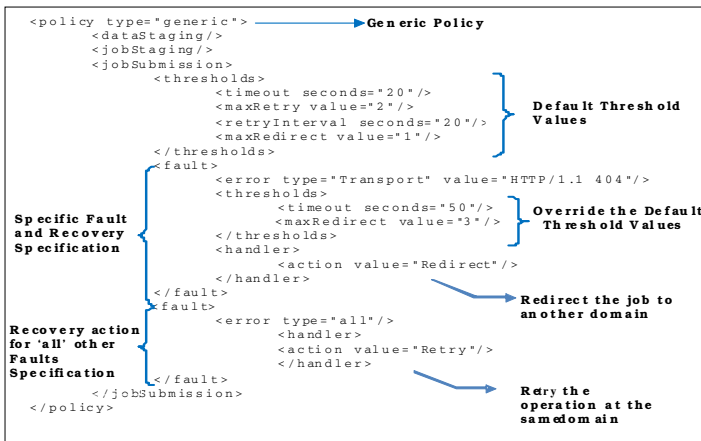 <policy type="generic">
Generic Policy
<dataStaging/>
<jobStaging/>
<jobSubmission>
<thresholds>
<timeout seconds="20"/>
<maxRetry value="2"/>
<retryInterval seconds="20"/>
<maxRedirect value="1"/>
</thresholds>
Default Threshold
Values
<fault>
<error type="Transport" value="HTTP/1.1 404"/>
<thresholds>
<timeout seconds="50"/>
<maxRedirect value="3"/>
</thresholds>
Override the Default
Threshold Values
<handler>
<action value="Redirect"/>
</handler>
</fault>
Specific Fault
and Recovery
Specification
Redirect the job to
another domain
<fault>
<error type="all"/>
<handler>
<action value="Retry"/>
</handler>
</fault>
Recovery action
for ‘all’ other
Faults
Specification
Retry the
operation at the
samedomain
</jobSubmission>
</policy>